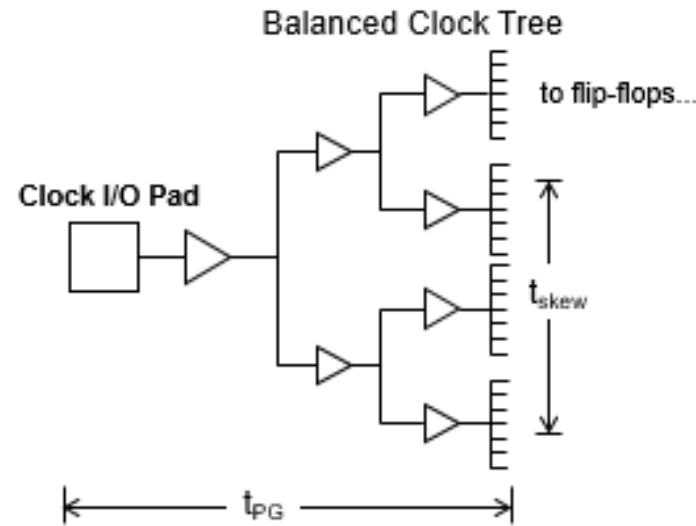 Balanced Clock Tree
to flip-flops...
Clock I/O Pad
tskew
tPG